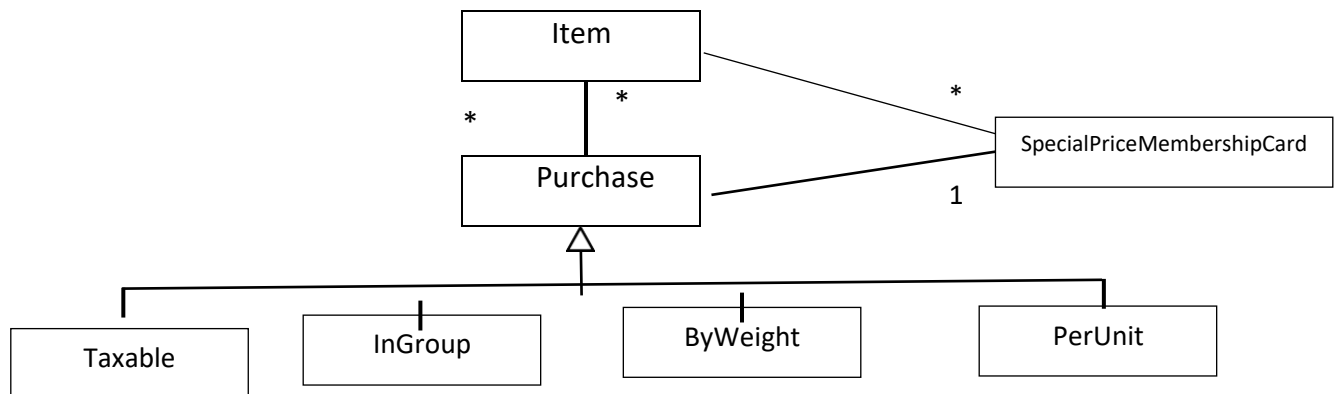 Item
*
*
*
SpecialPriceMembershipCard
Purchase
1
Taxable
InGroup
ByWeight
PerUnit